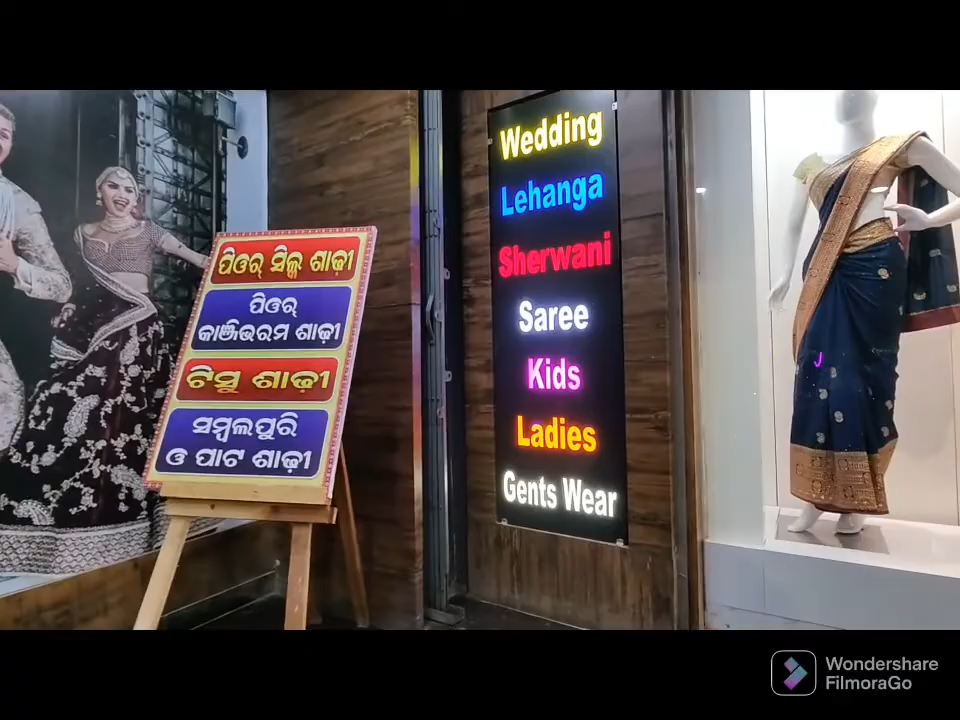 ପିଓର୍ ସିଲ୍କ ଶାଢ଼ୀ
ପିଓର୍
କାଞ୍ଜିଭରମ ଶାଢ଼ୀ
ଟିସୁ ଶାଢ଼ୀ
ସମ୍ବଲପୁରି
ଓ ପାଟ ଶାଢ଼ୀ
Wedding
Lehanga
Sherwani
Saree
Kids
Ladies
Gents Wear
Wondershare
FilmoraGo